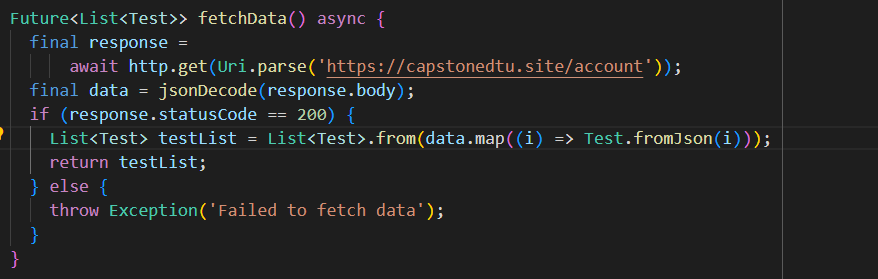 Future<List<Test>> fetchData() async {
  final response =
      await http.get(Uri.parse('https://capstonedtu.site/account'));
  final data = jsonDecode(response.body);
  if (response.statusCode == 200) {
    List<Test> testList = List<Test>.from(data.map((i) => Test.fromJson(i)));
    return testList;
  } else {
    throw Exception('Failed to fetch data');
  }
}